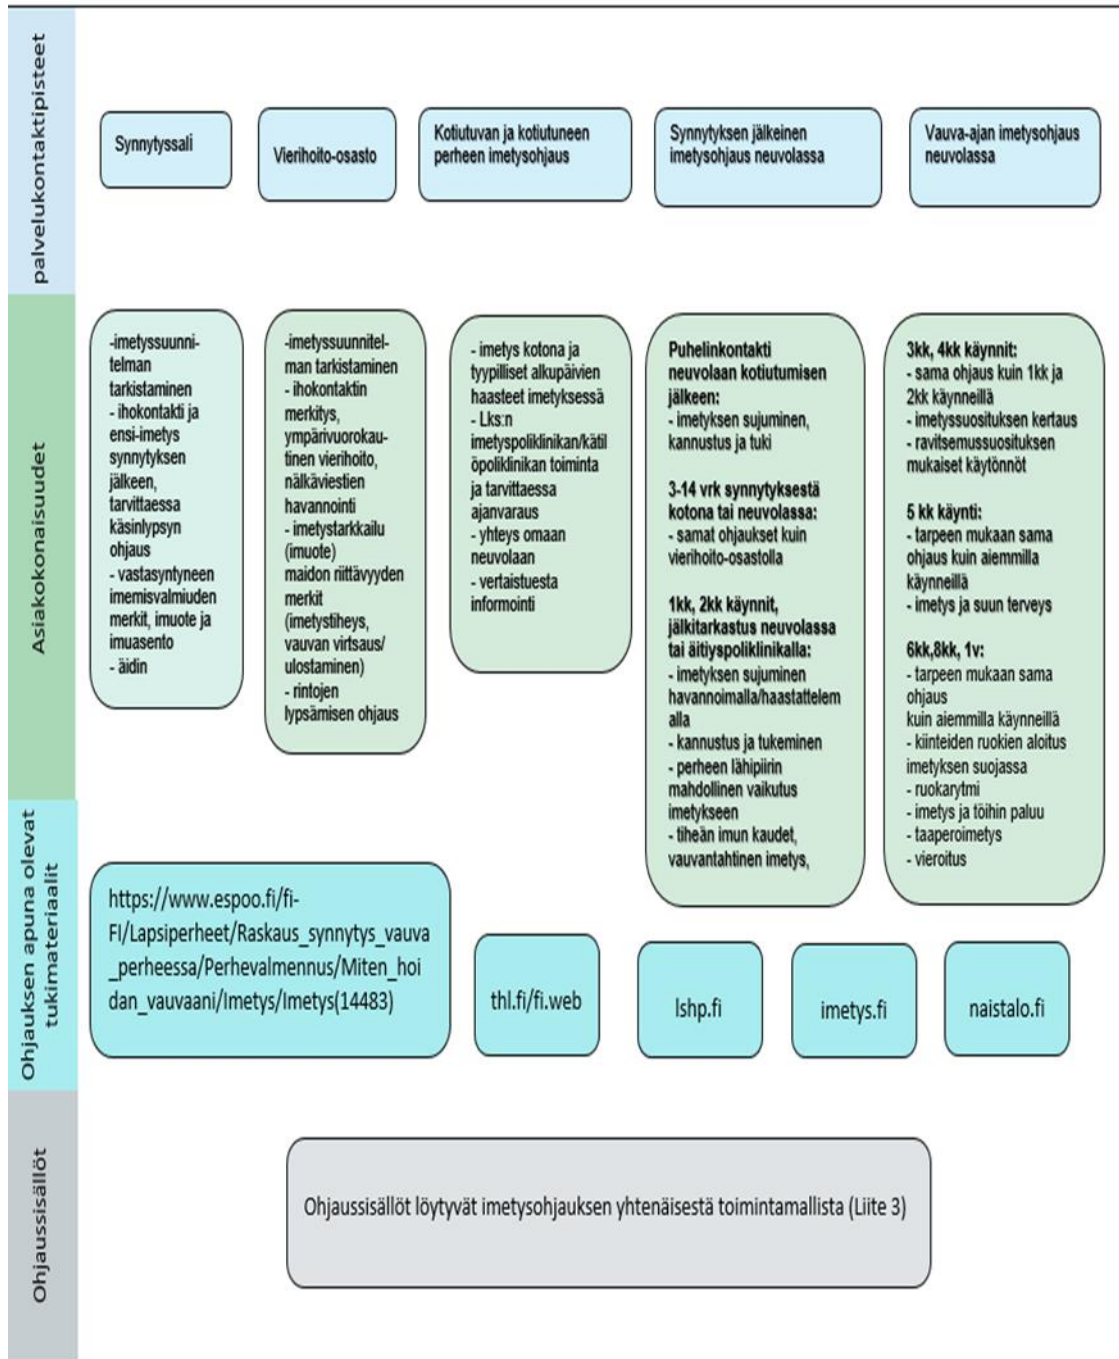 palvelukontaktipisteet
Synnytyssali
Vierihoito-osasto
Kotiutuvan ja kotiutuneen
perheen imetysohjaus
Synnytyksen jälkeinen
imetysohjaus neuvolassa
Vauva-ajan imetysohjaus
neuvolassa
Asiakokonaisuudet
-imetyssuunni-
telman
tarkistaminen
- ihokontakti ja
ensi-imetys
synnytyksen
jälkeen,
tarvittaessa
käsinlypsyn
ohjaus
- vastasyntyneen
imemisvalmiuden
merkit, imuote ja
imuasento
- äidin
-imetyssuunnitel-
man tarkistaminen
- ihokontaktin
merkitys,
ympärivuorokau-
tinen vierihoito,
nälkäviestien
havannointi
- imetystarkkailu
(imuote)
maidon riittävyyden
merkit
(imetystiheys,
vauvan virtsaus/
ulostaminen)
- rintojen
lypsämisen ohjaus
- imetys kotona ja
tyypilliset alkupäivien
haasteet imetyksessä
- Lks:n
imetyspoliklinikan/kätil
öpoliklinikan toiminta
ja tarvittaessa
ajanvaraus
- yhteys omaan
neuvolaan
- vertaistuesta
informointi
Puhelinkontakti
neuvolaan kotiutumisen
jälkeen:
- imetyksen sujuminen,
kannustus ja tuki
3-14 vrk synnytyksestä
kotona tai neuvolassa:
- samat ohjaukset kuin
vierihoito-osastolla
1kk, 2kk käynnit,
jälkitarkastus neuvolassa
tai äitiyspoliklinikalla:
- imetyksen sujuminen
havannoimalla/haastattelem
alla
- kannustus ja tukeminen
- perheen lähipiirin
mahdollinen vaikutus
imetykseen
- tiheän imun kaudet,
vauvantahtinen imetys,
3kk, 4kk käynnit:
- sama ohjaus kuin 1kk ja
2kk käynneillä
- imetyssuosituksen kertaus
- ravitsemussuosituksen
mukaiset käytönnöt
5 kk käynti:
- tarpeen mukaan sama
ohjaus kuin aiemmilla
käynneillä
- imetys ja suun terveys
6kk,8kk, 1v:
- tarpeen mukaan sama
ohjaus
kuin aiemmilla käynneillä
- kiinteiden ruokien aloitus
imetyksen suojassa
- ruokarytmi
- imetys ja töihin paluu
- taaperoimetys
- vieroitus
Ohjauksen apuna olevat
tukimateriaalit
https://www.espoo.fi/fi-
FI/Lapsiperheet/Raskaus_synnytys_vauva
_perheessa/Perhevalmennus/Miten_hoi
dan_vauvaani/Imetys/Imetys(14483)
thl.fi/fi.web
lshp.fi
imetys.fi
naistalo.fi
Ohjaussisällöt
Ohjaussisällöt löytyvät imetysohjauksen yhtenäisestä toimintamallista (Liite 3)